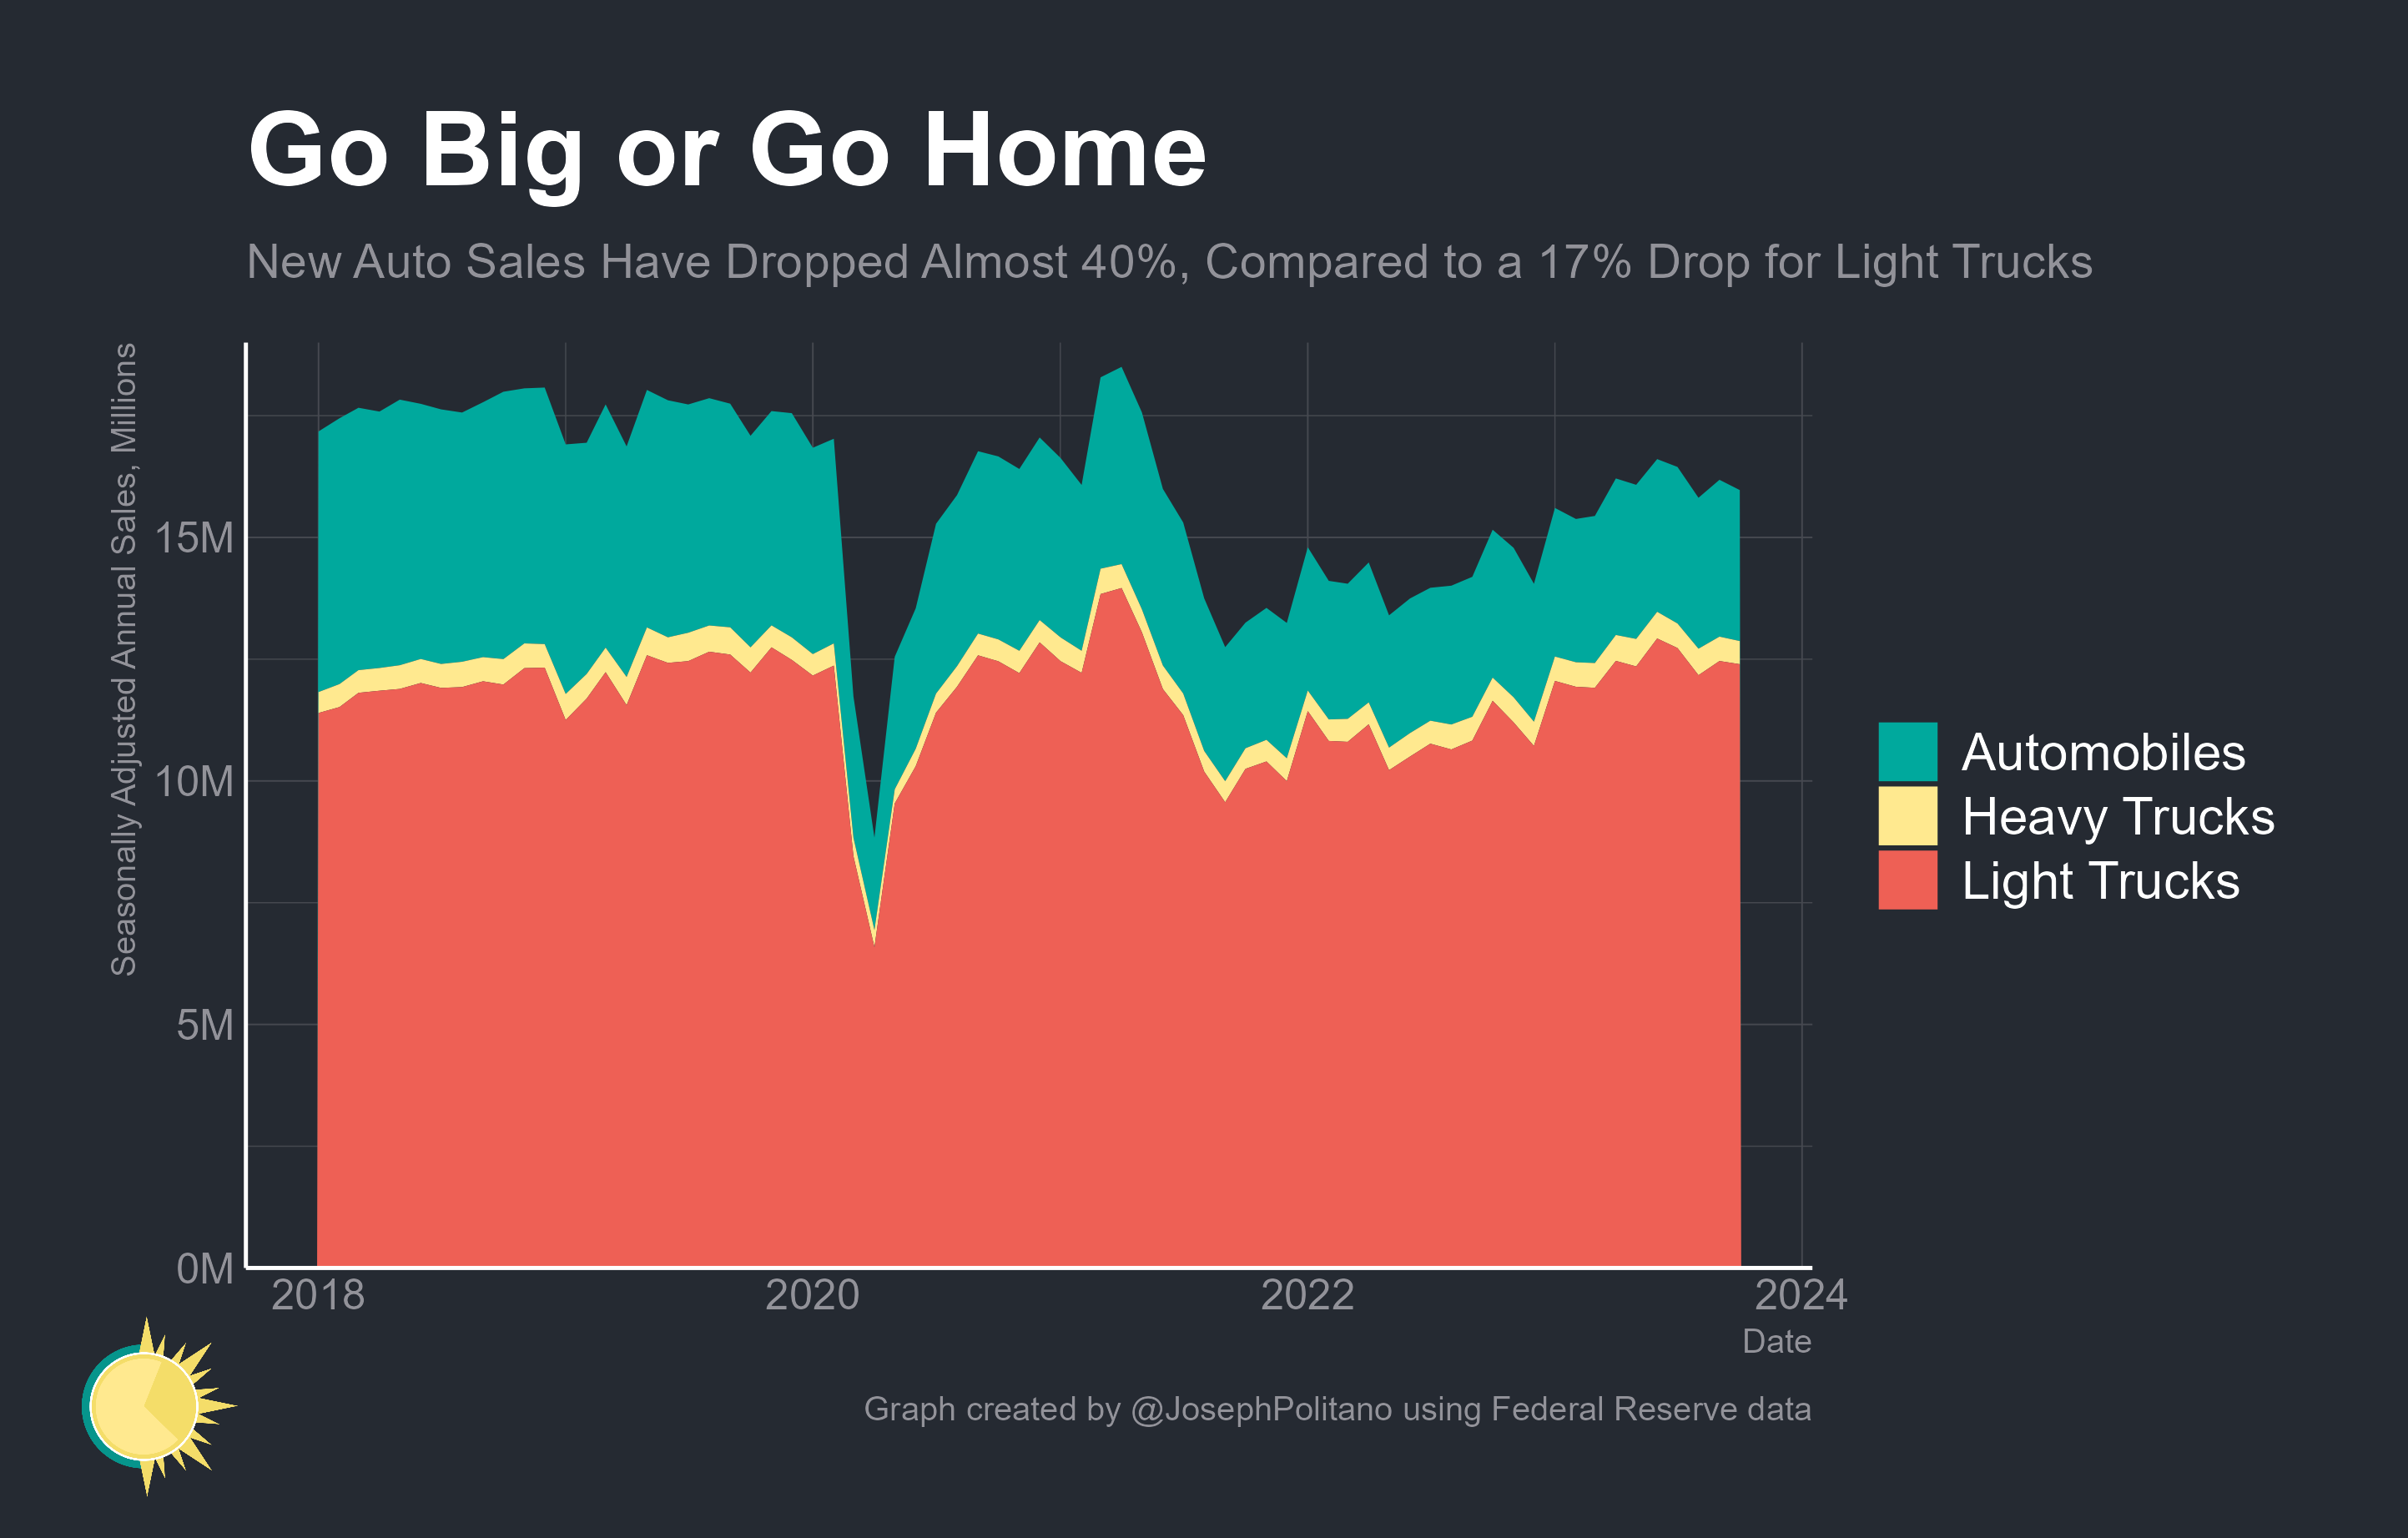 Go Big or Go Home
New Auto Sales Have Dropped Almost 40%, Compared to a 17% Drop for Light Trucks
Seasonally Adjusted Annual Sales, Millions
15M
10M
5M
0M
2018
2020
2022
2024
Date
Automobiles
Heavy Trucks
Light Trucks
Graph created by @JosephPolitano using Federal Reserve data